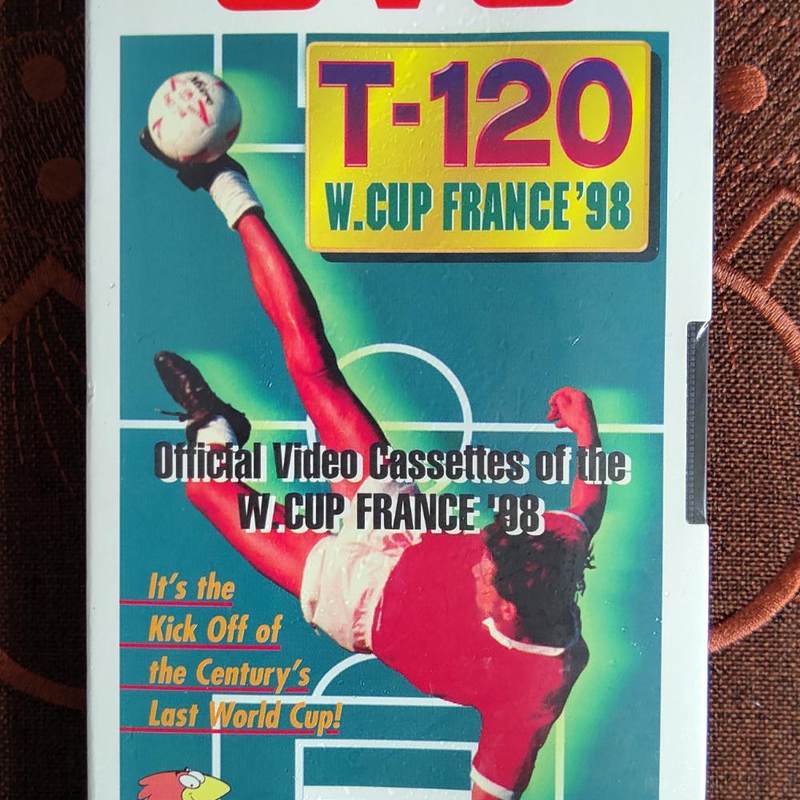 T-120
W.CUP FRANCE '98
Official Video Cassettes of the
W.CUP FRANCE '98
It's the
Kick Off of
the Century's
Last World Cup!